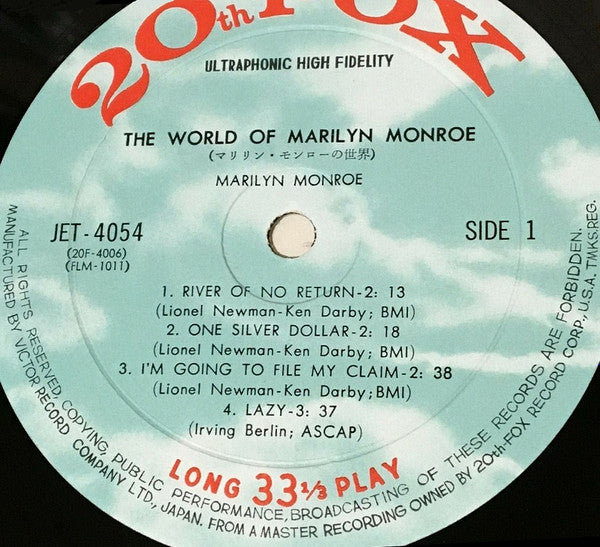 20th FOX
ULTRAPHONIC HIGH FIDELITY
THE WORLD OF MARILYN MONROE
(マリリン・モンローの世界)
MARILYN MONROE
JET-4054
(20F-4006)
(FLM-1011)
SIDE 1
1. RIVER OF NO RETURN-2: 13
(Lionel Newman-Ken Darby; BMI)
2. ONE SILVER DOLLAR-2: 18
(Lionel Newman-Ken Darby; BMI)
3. I'M GOING TO FILE MY CLAIM-2: 38
(Lionel Newman-Ken Darby; BMI)
4. LAZY-3: 37
(Irving Berlin; ASCAP)
LONG 33 1/3 PLAY
ALL RIGHTS RESERVED, COPYING, PUBLIC PERFORMANCE, BROADCASTING OF THESE RECORDS ARE FORBIDDEN.
MANUFACTURED BY VICTOR RECORD COMPANY LTD., JAPAN. FROM A MASTER RECORDING OWNED BY 20th-FOX RECORD CORP., U.S.A. TMKS. REG.